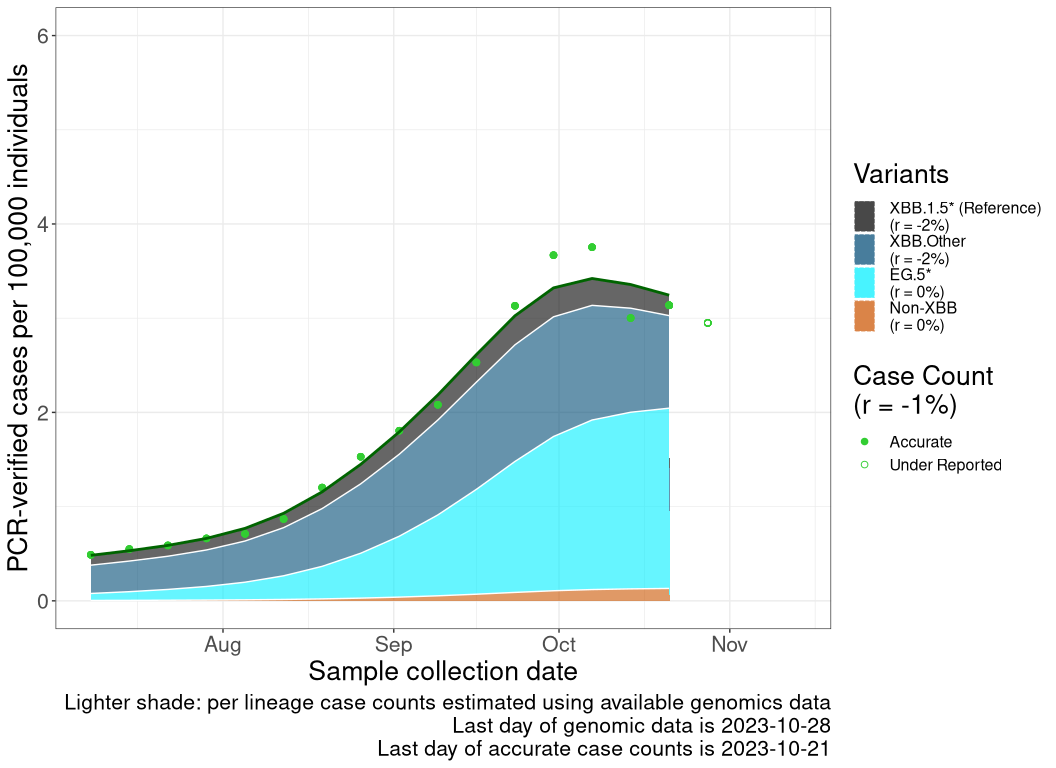 PCR-verified cases per 100,000 individuals
6
4
2
0
Aug
Sep
Oct
Nov
Sample collection date
Lighter shade: per lineage case counts estimated using available genomics data
Last day of genomic data is 2023-10-28
Last day of accurate case counts is 2023-10-21
Variants
XBB.1.5* (Reference)
(r = -2%)
XBB.Other
(r = -2%)
EG.5*
(r = 0%)
Non-XBB
(r = 0%)
Case Count
(r = -1%)
Accurate
Under Reported